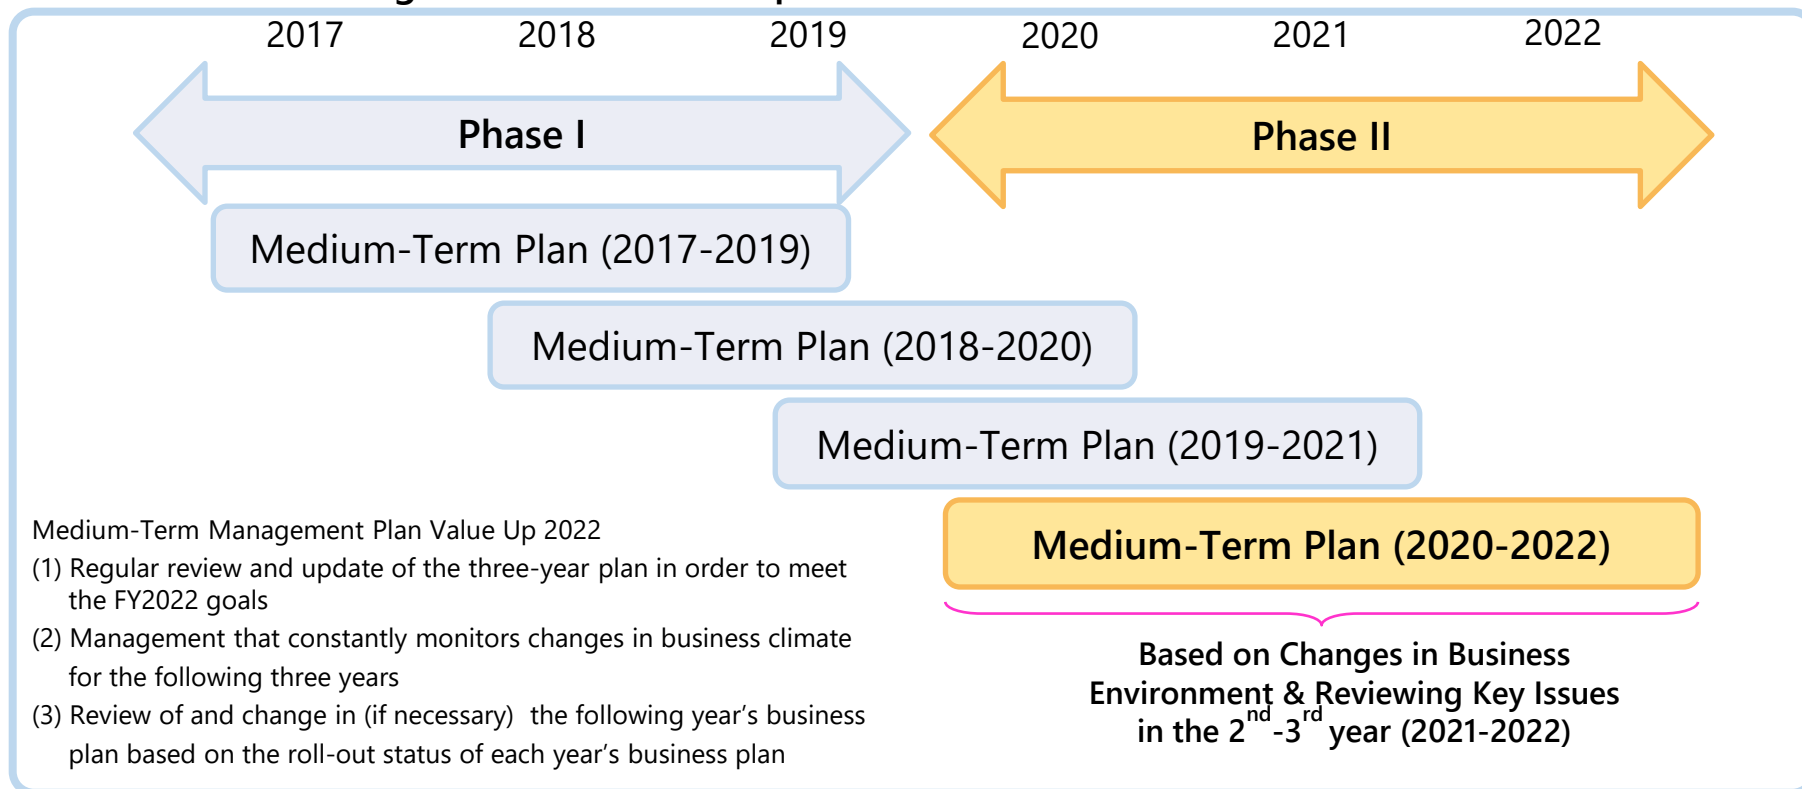 2017 2018 2019 2020 2021 2022
Phase I
Phase II
Medium-Term Plan (2017-2019)
Medium-Term Plan (2018-2020)
Medium-Term Plan (2019-2021)
Medium-Term Plan (2020-2022)
Medium-Term Management Plan Value Up 2022
(1) Regular review and update of the three-year plan in order to meet
the FY2022 goals
(2) Management that constantly monitors changes in business climate
for the following three years
(3) Review of and change in (if necessary) the following year's business
plan based on the roll-out status of each year's business plan
Based on Changes in Business
Environment & Reviewing Key Issues
in the 2nd-3rd year (2021-2022)